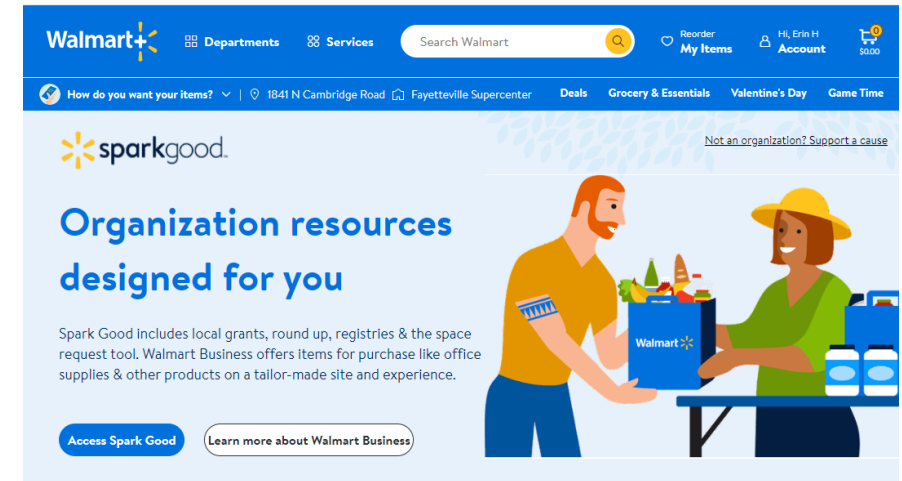 Walmart+
Departments
Services
Search Walmart
Reorder
My Items
Hi, Erin H
Account
0
$0.00
How do you want your items? | 1841 N Cambridge Road Fayetteville Supercenter
Deals
Grocery & Essentials
Valentine's Day
Game Time
sparkgood.
Not an organization? Support a cause
Organization resources
designed for you
Spark Good includes local grants, round up, registries & the space
request tool. Walmart Business offers items for purchase like office
supplies & other products on a tailor-made site and experience.
Access Spark Good
Learn more about Walmart Business
Walmart